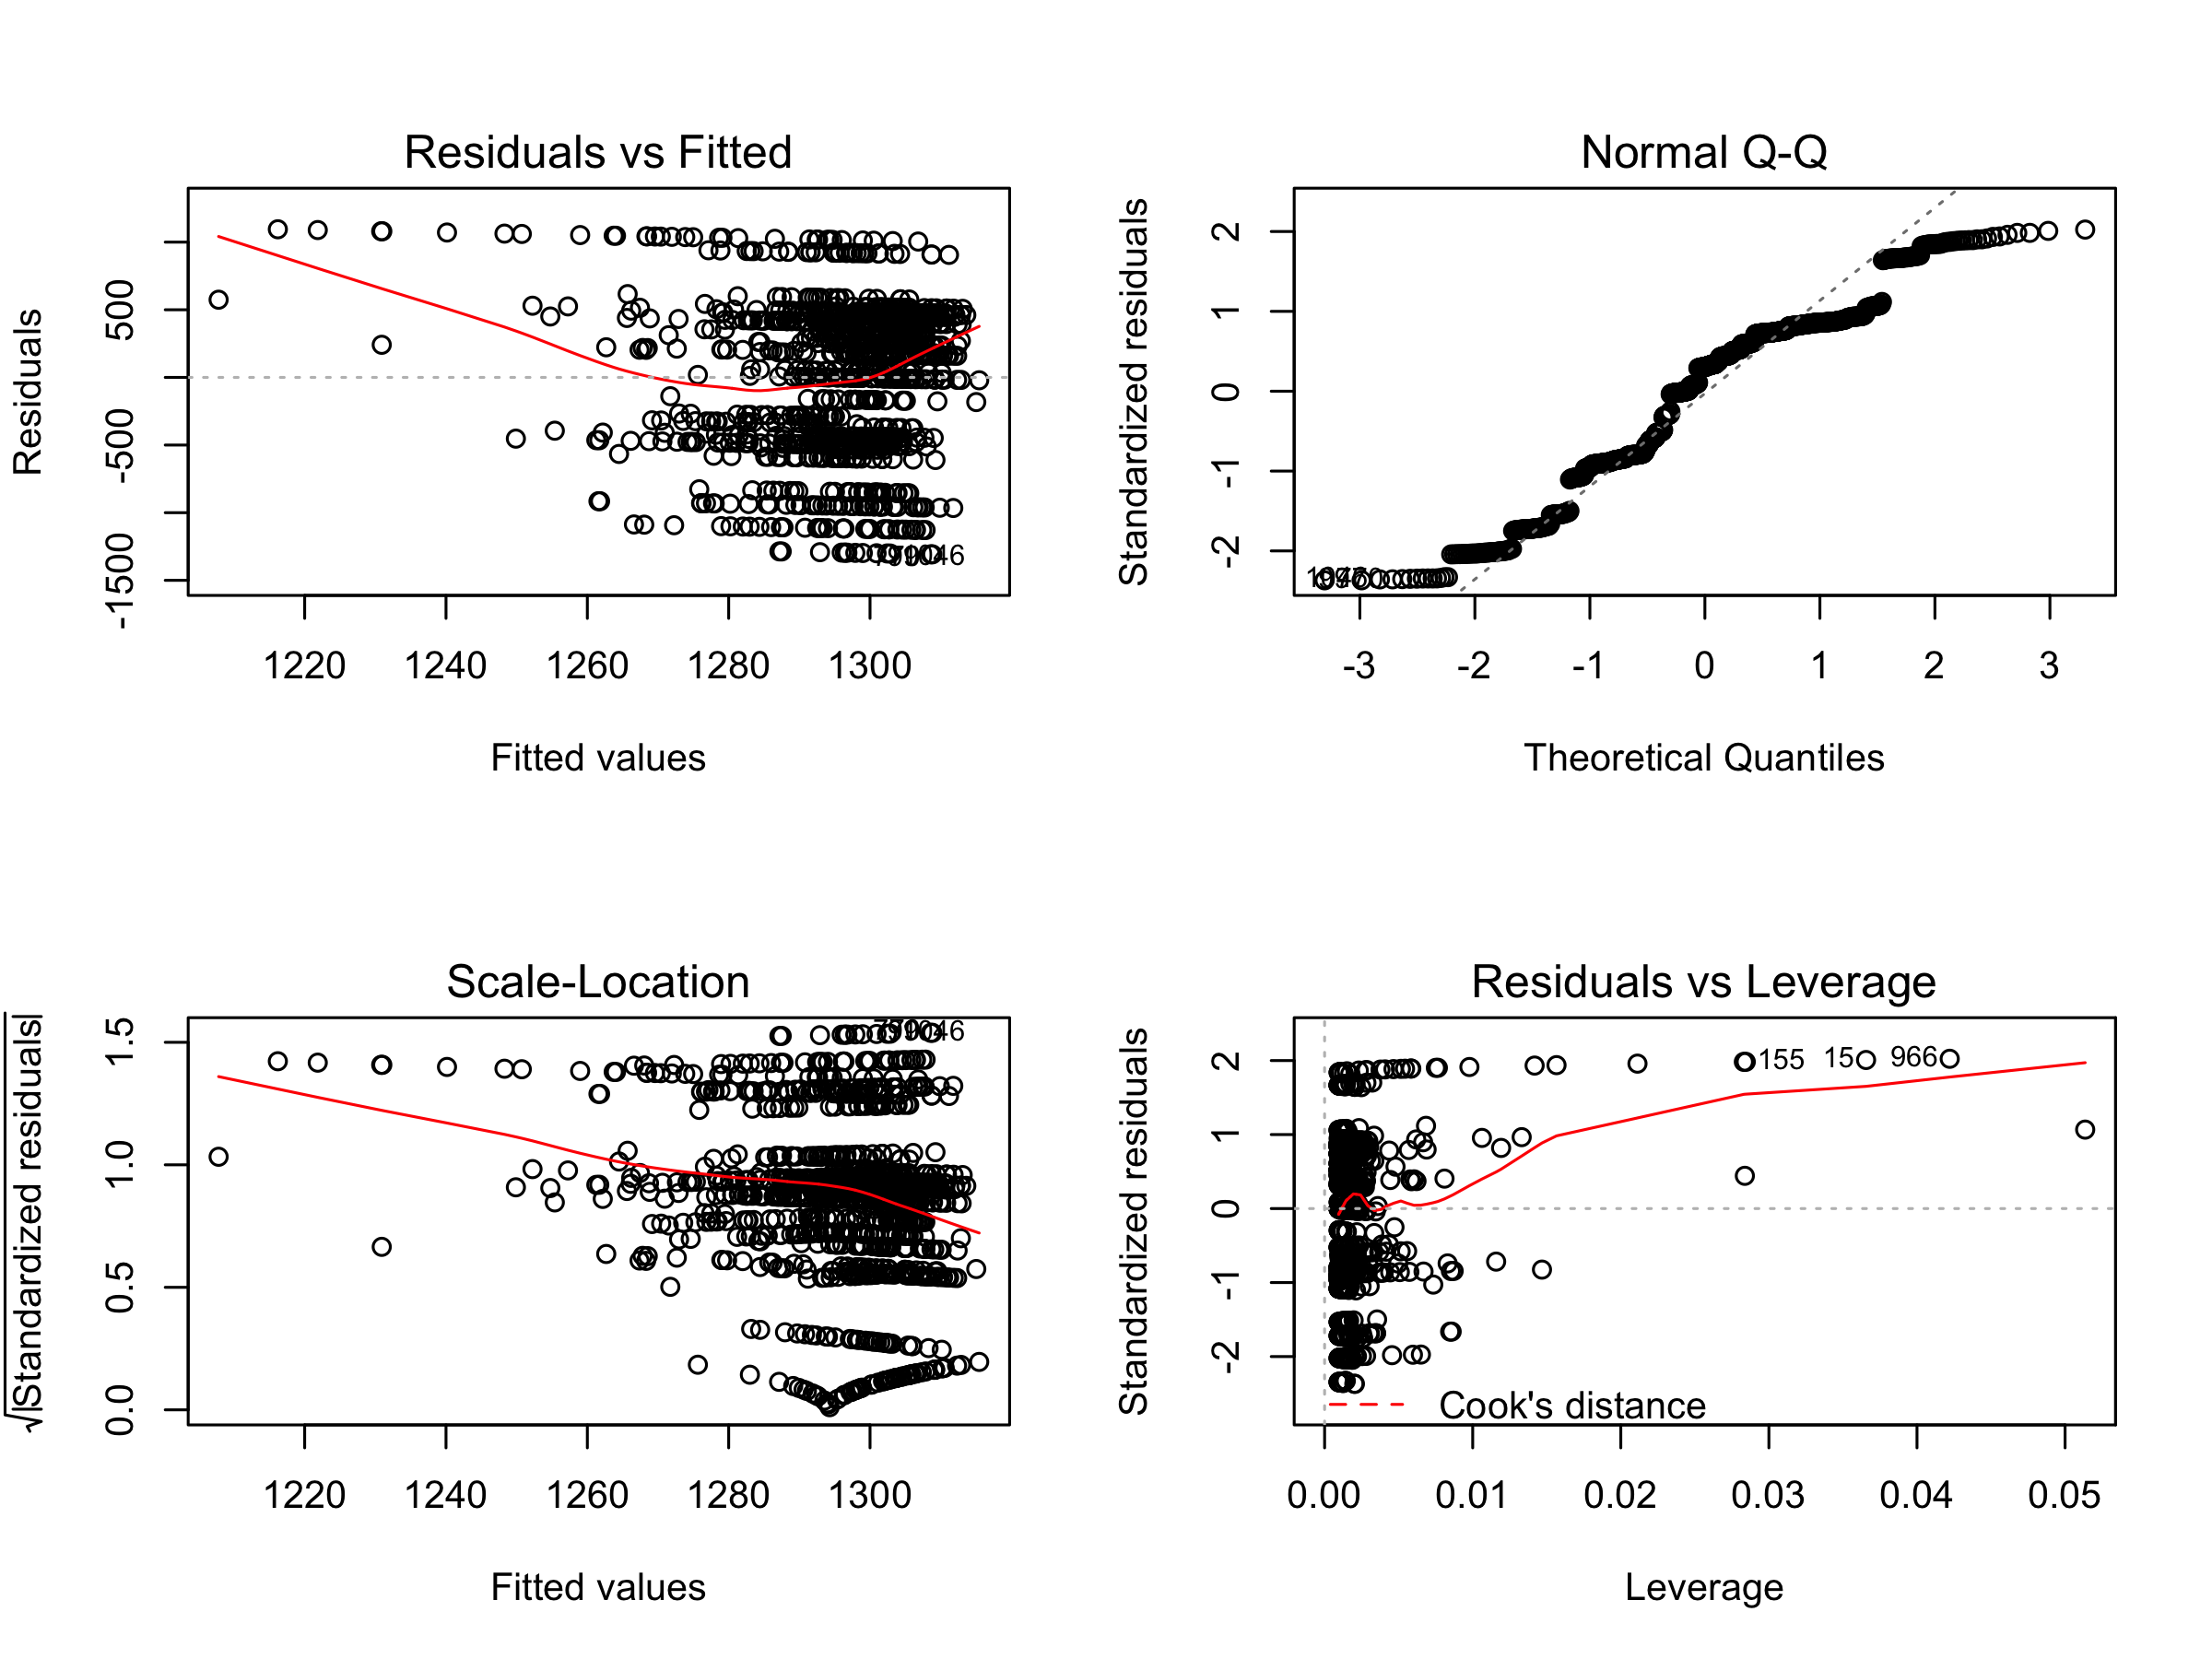 Residuals vs Fitted
Residuals
-1500
-500
500
1220 1240 1260 1280 1300
Fitted values
Normal Q-Q
Standardized residuals
-2 -1 0 1 2
-3 -2 -1 0 1 2 3
Theoretical Quantiles
Scale-Location
√|Standardized residuals|
0.0 0.5 1.0 1.5
1220 1240 1260 1280 1300
Fitted values
Residuals vs Leverage
Standardized residuals
-2 -1 0 1 2
155 15 966
Cook's distance
0.00 0.01 0.02 0.03 0.04 0.05
Leverage